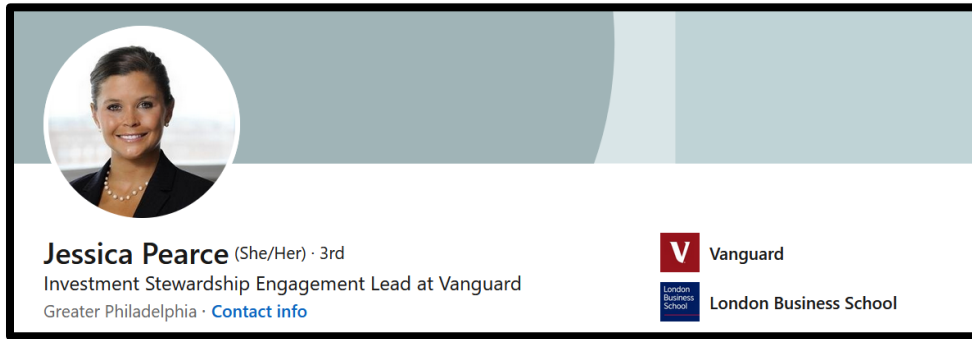 Jessica Pearce (She/Her) · 3rd
Investment Stewardship Engagement Lead at Vanguard
Greater Philadelphia · Contact info
V
Vanguard
London
Business
School
London Business School